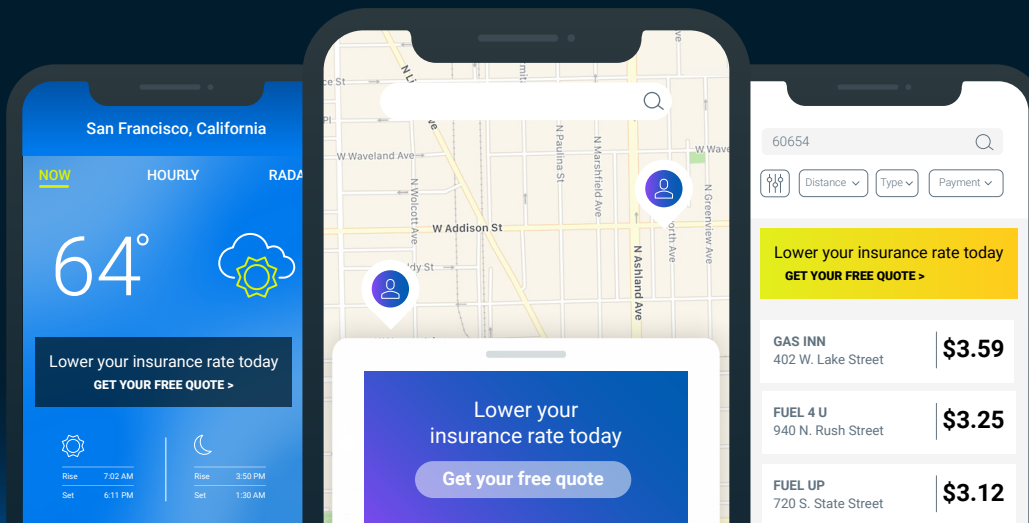 San Francisco, California
NOW HOURLY
64°
Lower your insurance rate today
GET YOUR FREE QUOTE >
Rise 7:02 AM
Set 6:11 PM
Rise 3:50 PM
Set 1:30 AM
W Waveland Ave
N Wolcott Ave
N Paulina St
N Marshfield Ave
W Addison St
N Ashland Ave
N Greenview Ave
Lower your
insurance rate today
Get your free quote
60654
Distance
Type
Payment
Lower your insurance rate today
GET YOUR FREE QUOTE >
GAS INN
402 W. Lake Street
$3.59
FUEL 4 U
940 N. Rush Street
$3.25
FUEL UP
720 S. State Street
$3.12